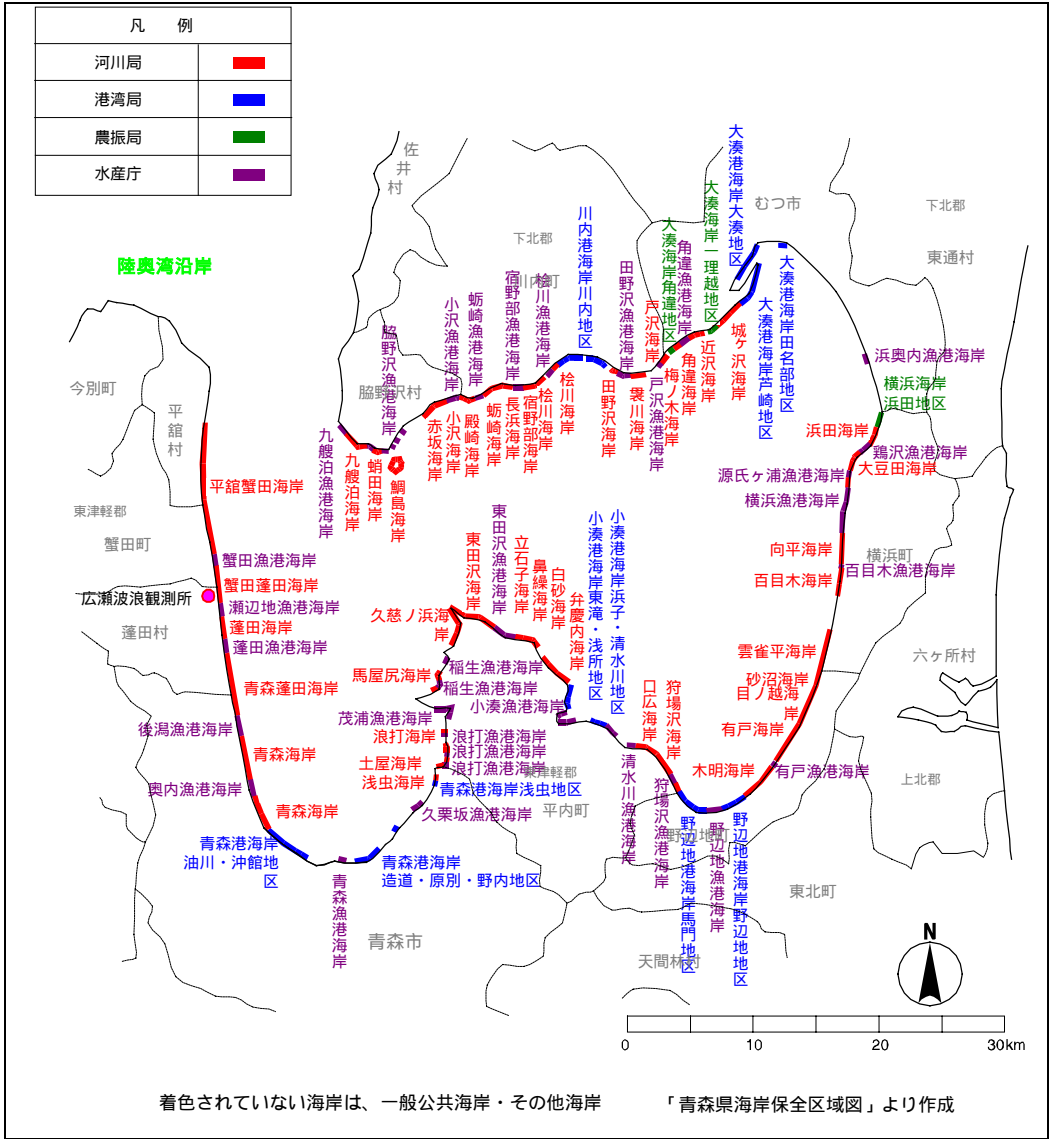 凡　例
河川局
港湾局
農振局
水産庁
陸奥湾沿岸
佐井村
下北郡
川内町
むつ市
下北郡
東通村
今別町
平舘村
脇野沢村
東津軽郡
蟹田町
蓬田村
横浜町
六ヶ所村
上北郡
東津軽郡
平内町
野辺地町
東北町
天間林村
青森市
九艘泊漁港海岸
九艘泊海岸
蛸田海岸
脇野沢漁港海岸
鯛島海岸
赤坂海岸
小沢漁港海岸
小沢海岸
蛎崎漁港海岸
殿崎海岸
蛎崎海岸
宿野部漁港海岸
長浜海岸
宿野部海岸
桧川漁港海岸
桧川海岸
桧川海岸
川内港海岸川内地区
田野沢海岸
田野沢漁港海岸
袰川海岸
戸沢海岸
戸沢漁港海岸
大湊海岸角違地区
梅ノ木海岸
角違漁港海岸
角違海岸
大湊海岸一理越地区
近沢海岸
城ヶ沢海岸
大湊港海岸大湊地区
大湊港海岸芦崎地区
大湊港海岸田名部地区
浜奥内漁港海岸
横浜海岸
浜田地区
浜田海岸
鶏沢漁港海岸
大豆田海岸
源氏ヶ浦漁港海岸
横浜漁港海岸
向平海岸
百目木漁港海岸
百目木海岸
雲雀平海岸
砂沼海岸
目ノ越海岸
有戸海岸
有戸漁港海岸
木明海岸
野辺地港海岸野辺地地区
野辺地漁港海岸
野辺地港海岸馬門地区
狩場沢漁港海岸
狩場沢海岸
口広海岸
清水川漁港海岸
小湊港海岸浜子・清水川地区
小湊港海岸東滝・浅所地区
小湊漁港海岸
弁慶内海岸
白砂海岸
鼻繰海岸
立石子海岸
東田沢漁港海岸
東田沢海岸
久慈ノ浜海岸
稲生漁港海岸
馬屋尻海岸
稲生漁港海岸
茂浦漁港海岸
浪打海岸
浪打漁港海岸
浪打漁港海岸
浪打漁港海岸
土屋海岸
浅虫海岸
青森港海岸浅虫地区
久栗坂漁港海岸
青森港海岸
造道・原別・野内地区
青森漁港海岸
青森港海岸
油川・沖館地区
平舘蟹田海岸
蟹田漁港海岸
蟹田蓬田海岸
広瀬波浪観測所
瀬辺地漁港海岸
蓬田海岸
蓬田漁港海岸
青森蓬田海岸
後潟漁港海岸
青森海岸
奥内漁港海岸
青森海岸
N
0 10 20 30km
着色されていない海岸は、一般公共海岸・その他海岸
「青森県海岸保全区域図」より作成